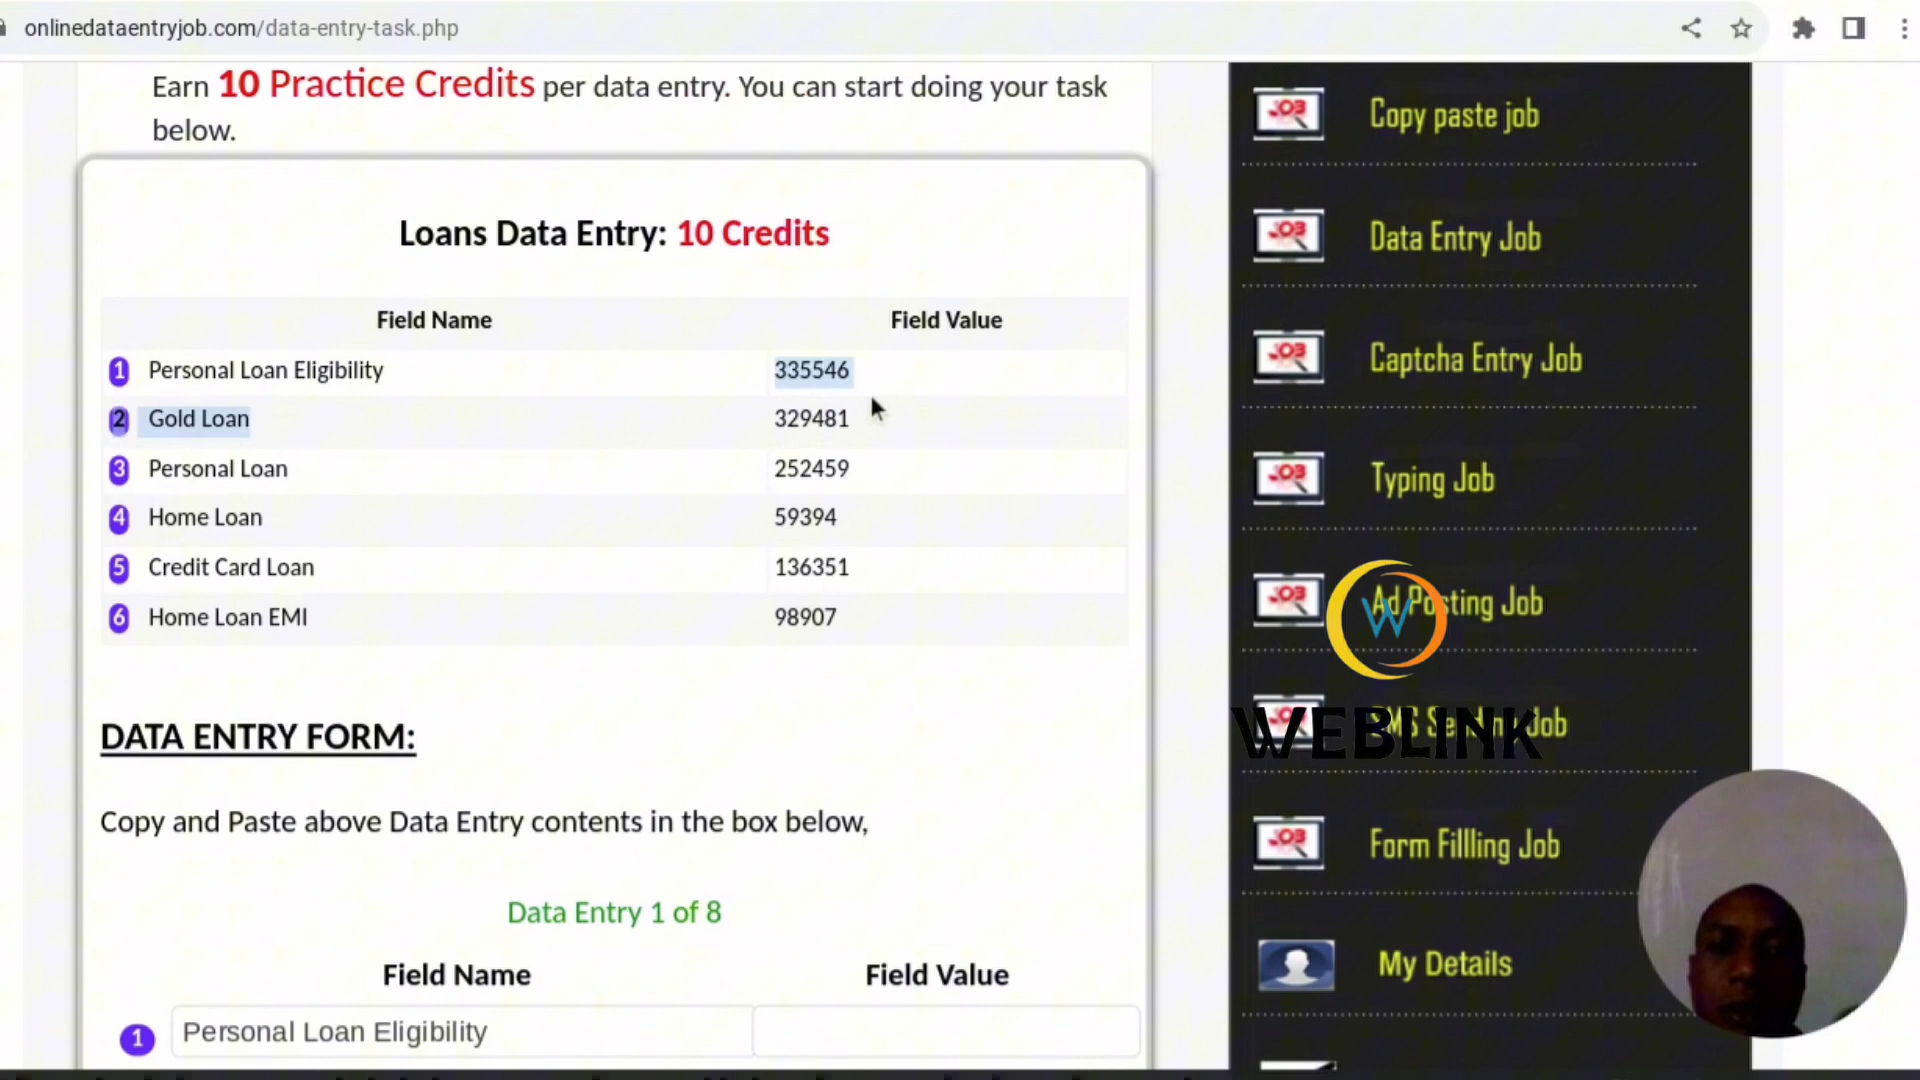 onlinedataentryjob.com/data-entry-task.php
Earn 10 Practice Credits per data entry. You can start doing your task
below.
Loans Data Entry: 10 Credits
Field Name Field Value
1 Personal Loan Eligibility 335546
2 Gold Loan 329481
3 Personal Loan 252459
4 Home Loan 59394
5 Credit Card Loan 136351
6 Home Loan EMI 98907
DATA ENTRY FORM:
Copy and Paste above Data Entry contents in the box below,
Data Entry 1 of 8
Field Name Field Value
1 Personal Loan Eligibility
Copy paste job
Data Entry Job
Captcha Entry Job
Typing Job
Ad Posting Job
W
WEBLINK
SMS Sending Job
Form Fillling Job
My Details